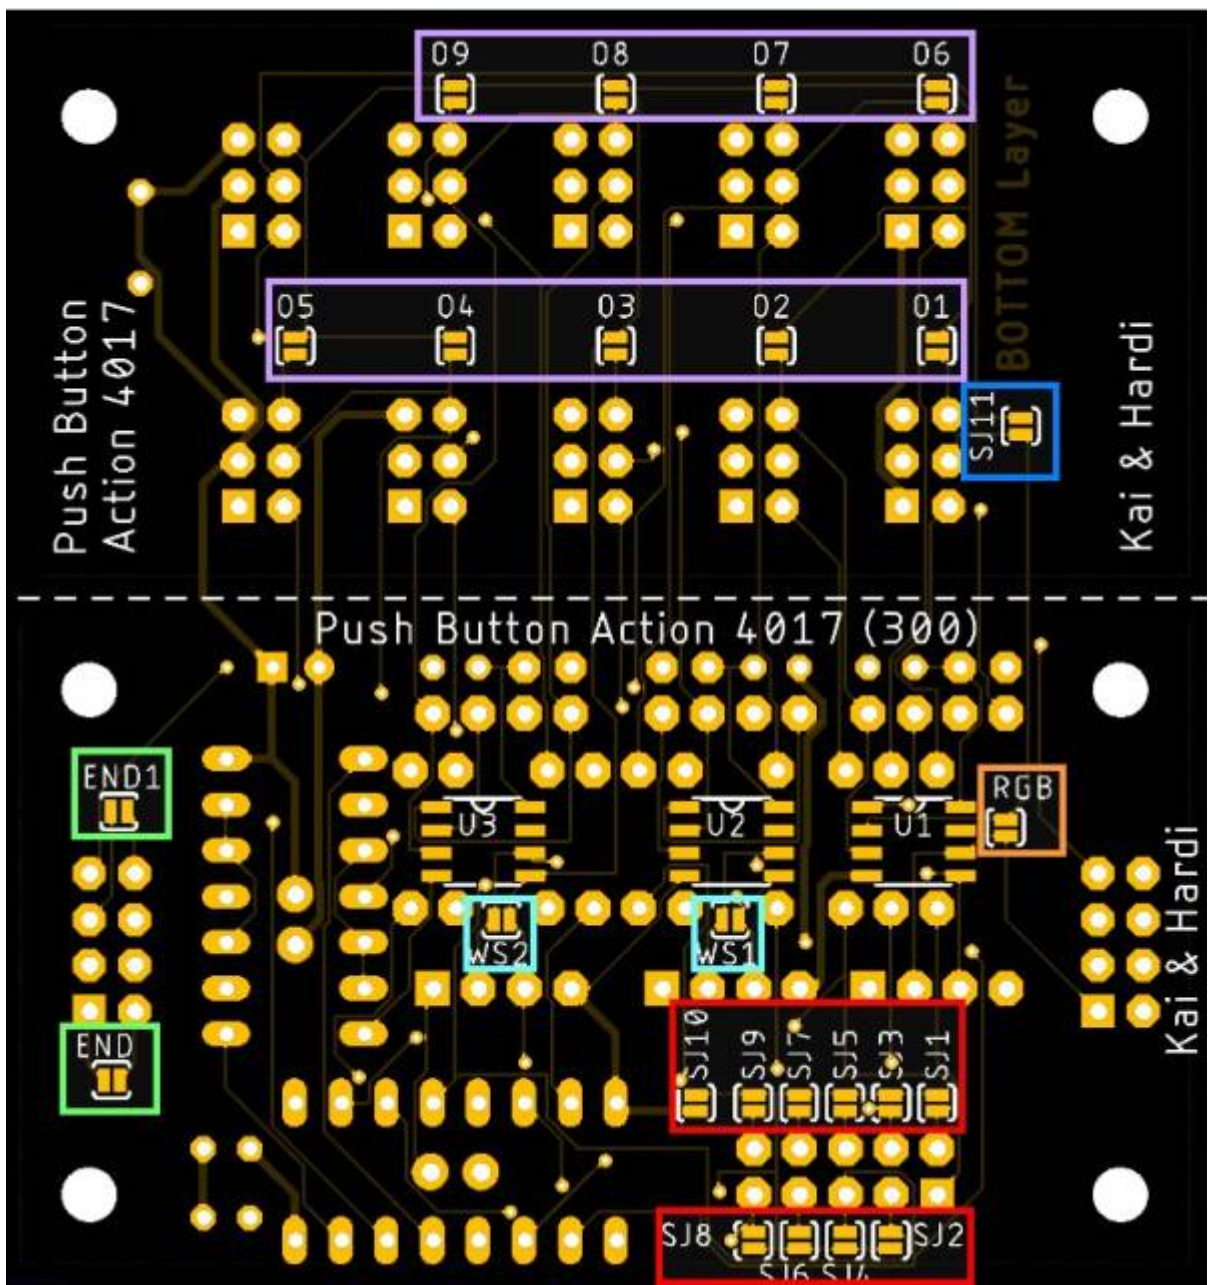 09 08 07 06
BOTTOM Layer
05 04 03 02 01
Push Button
Action 4017
SJ11
Kai & Hardi
Push Button Action 4017 (300)
END1
RGB
U3 U2 U1
WS2 WS1
Kai & Hardi
END
SJ10 SJ9 SJ7 SJ5 SJ3 SJ1
SJ8 SJ2
SJ6 SJ4